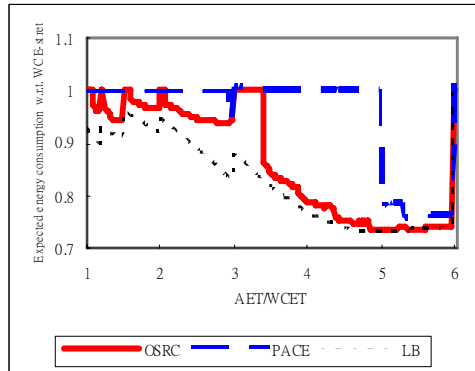 Expected energy consumption w.r.t. WCE-stret
1.1
1
0.9
0.8
0.7
1 2 3 4 5 6
AET/WCET
OSRC PACE LB